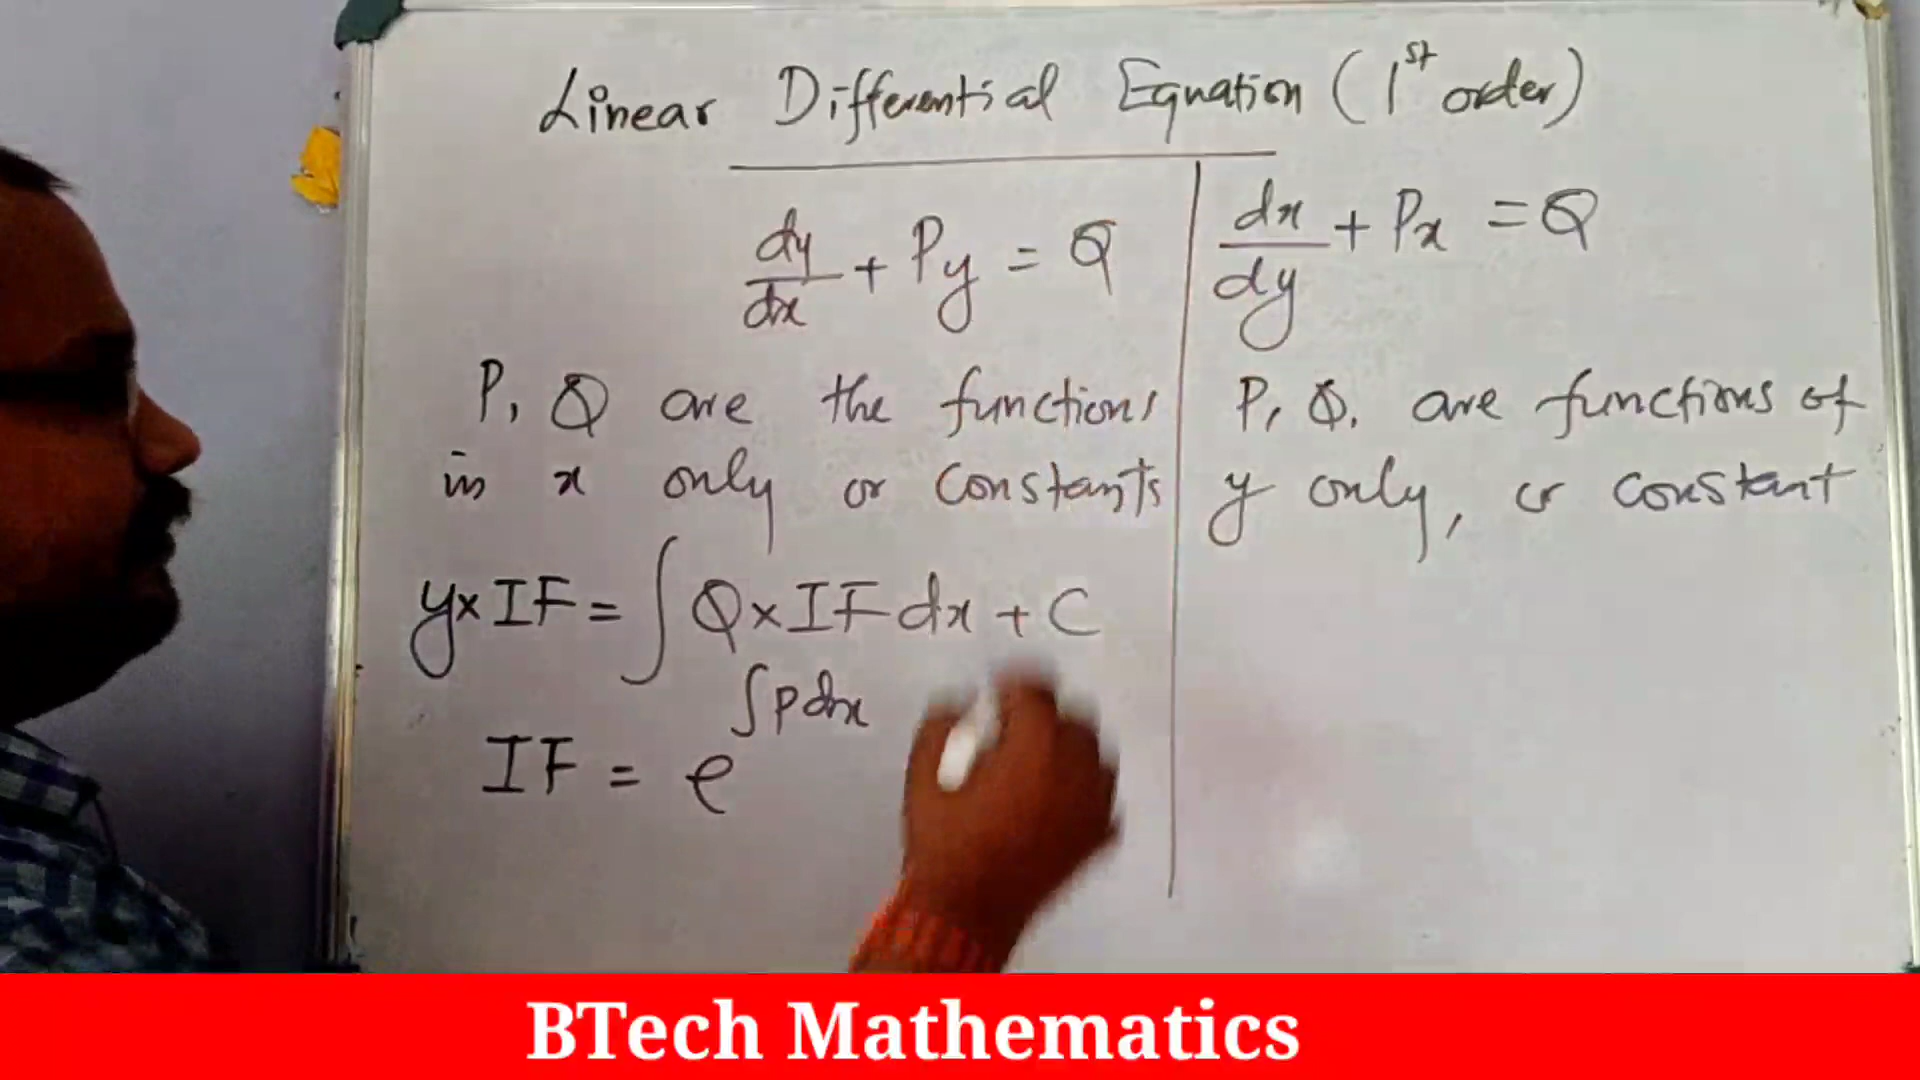 Linear Differential Equation (1st order)
dy/dx + Py = Q
P, Q are the functions
in x only or constants
y×IF = ∫Q×IF dx + C
IF = e^∫Pdx
dx/dy + Px = Q
P, Q. are functions of
y only, or constant
BTech Mathematics